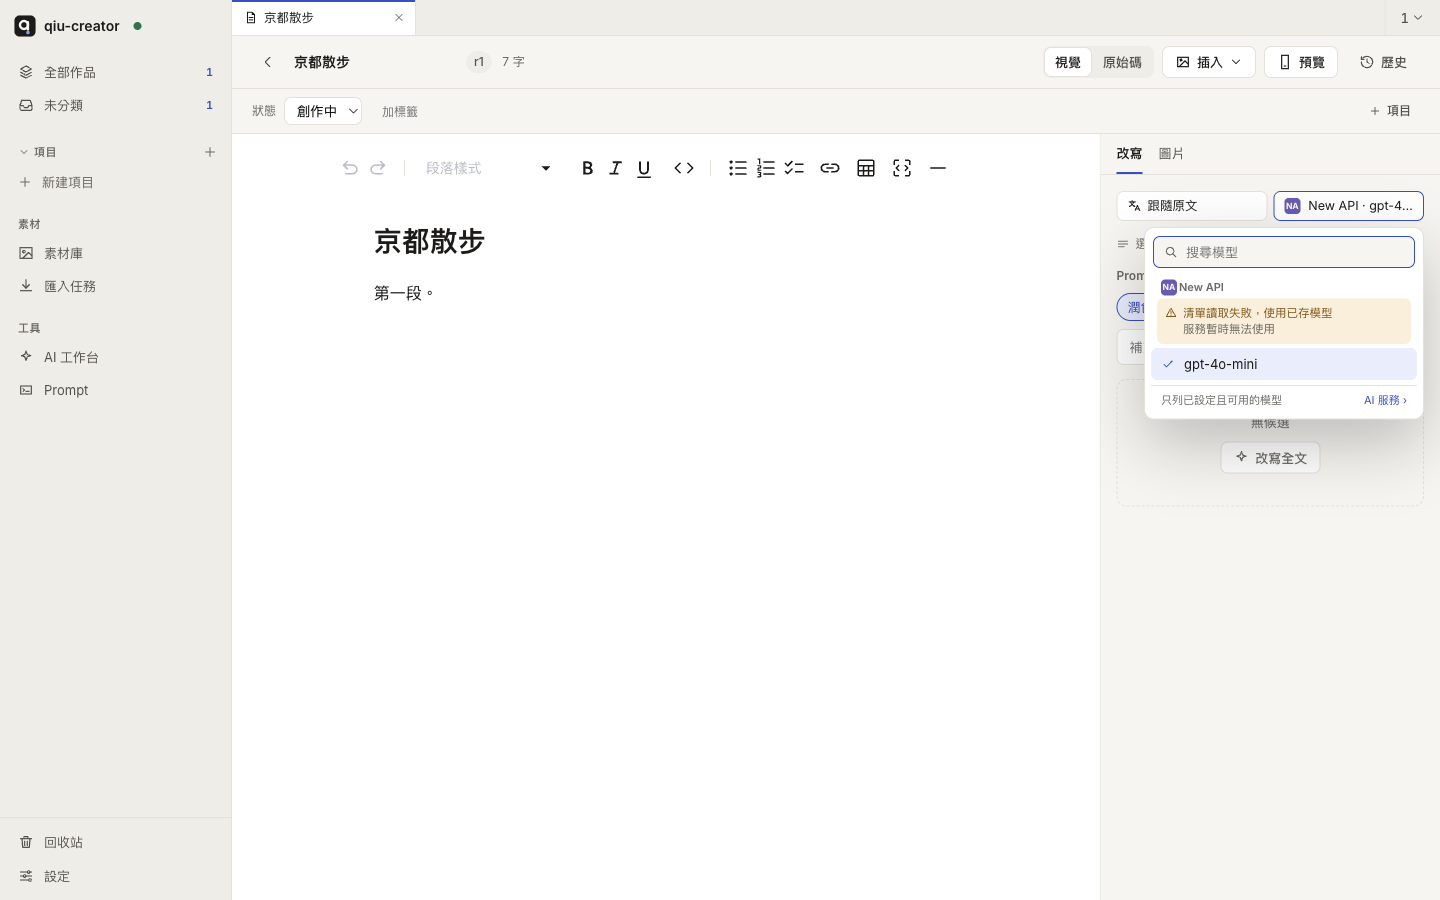 qiu-creator
全部作品 1
未分類 1
項目
新建項目
素材
素材庫
匯入任務
工具
AI 工作台
Prompt
回收站
設定
京都散步
1
京都散步
r1
7 字
視覺
原始碼
插入
預覽
歷史
狀態
創作中
加標籤
項目
段落樣式
B I U
京都散步
第一段。
改寫
圖片
跟隨原文
NA New API · gpt-4...
搜尋模型
NA New API
清單讀取失敗，使用已存模型
服務暫時無法使用
gpt-4o-mini
只列已設定且可用的模型
AI 服務 ›
無候選
改寫全文